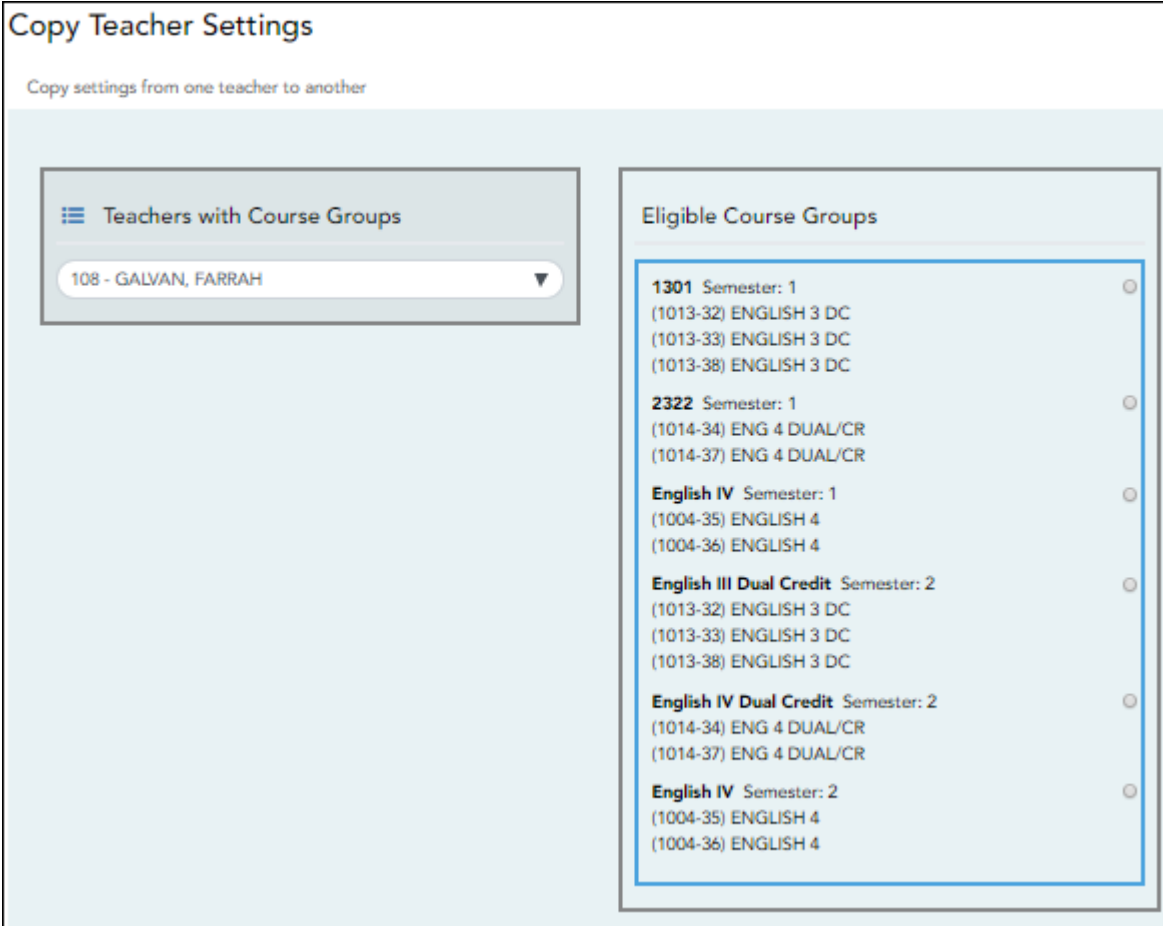 Copy Teacher Settings
Copy settings from one teacher to another
Teachers with Course Groups
108 - GALVAN, FARRAH
Eligible Course Groups
1301 Semester: 1
(1013-32) ENGLISH 3 DC
(1013-33) ENGLISH 3 DC
(1013-38) ENGLISH 3 DC
2322 Semester: 1
(1014-34) ENG 4 DUAL/CR
(1014-37) ENG 4 DUAL/CR
English IV Semester: 1
(1004-35) ENGLISH 4
(1004-36) ENGLISH 4
English III Dual Credit Semester: 2
(1013-32) ENGLISH 3 DC
(1013-33) ENGLISH 3 DC
(1013-38) ENGLISH 3 DC
English IV Dual Credit Semester: 2
(1014-34) ENG 4 DUAL/CR
(1014-37) ENG 4 DUAL/CR
English IV Semester: 2
(1004-35) ENGLISH 4
(1004-36) ENGLISH 4